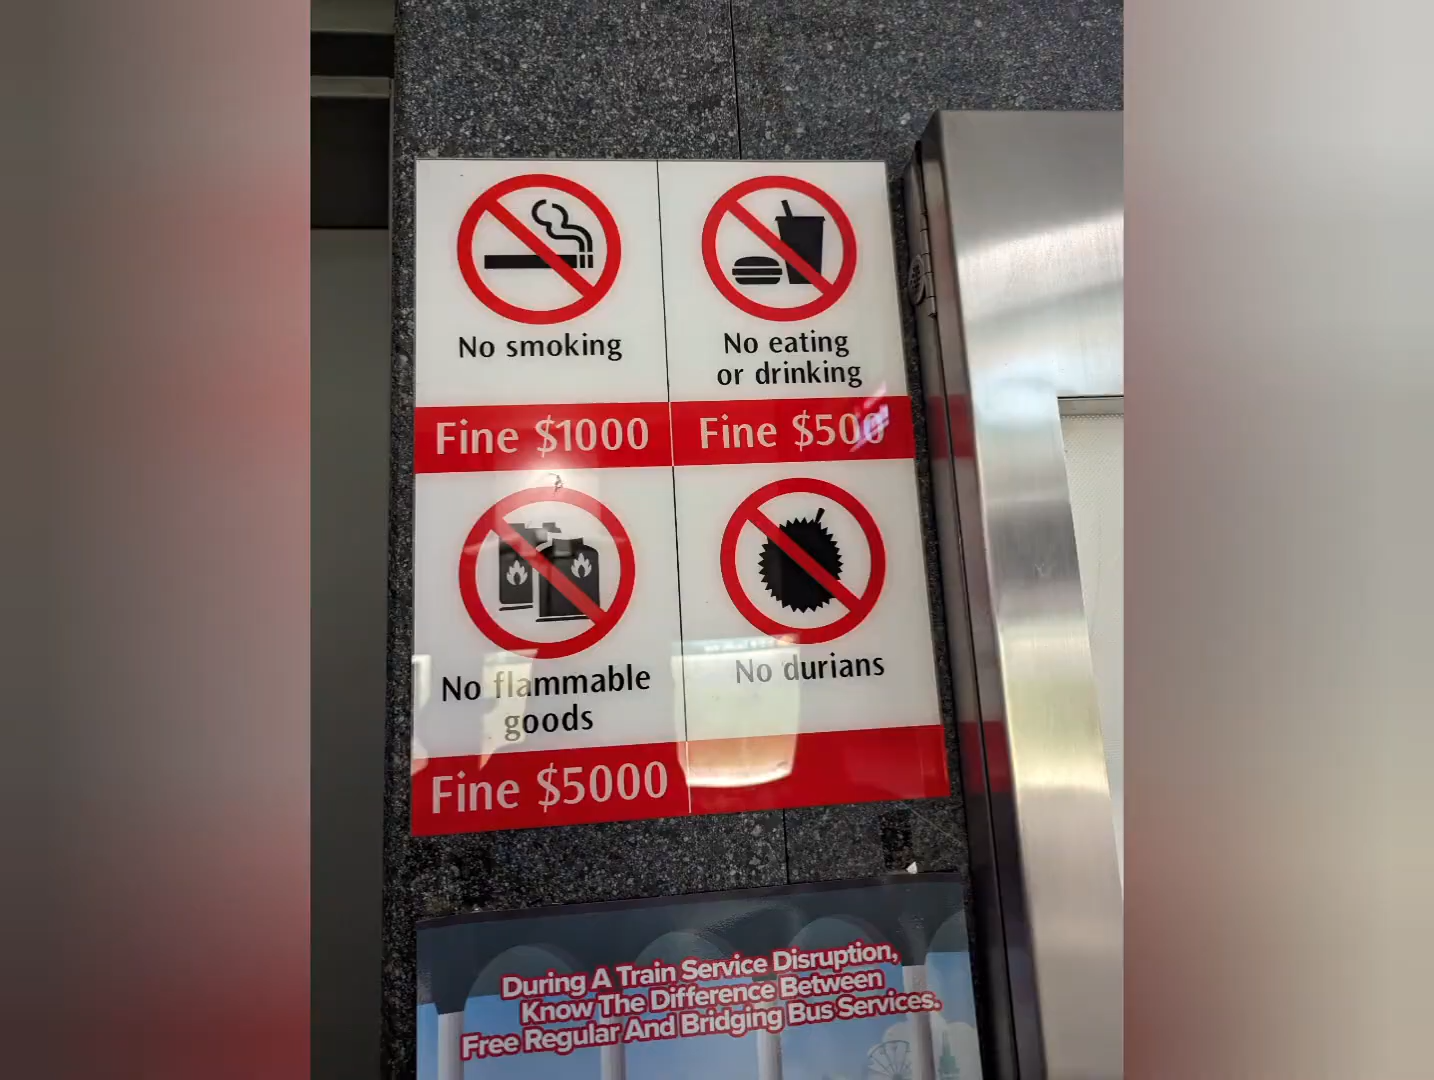 No smoking
No eating
or drinking
Fine $1000
Fine $500
No flammable
goods
No durians
Fine $5000
During A Train Service Disruption,
Know The Difference Between
Free Regular And Bridging Bus Services.